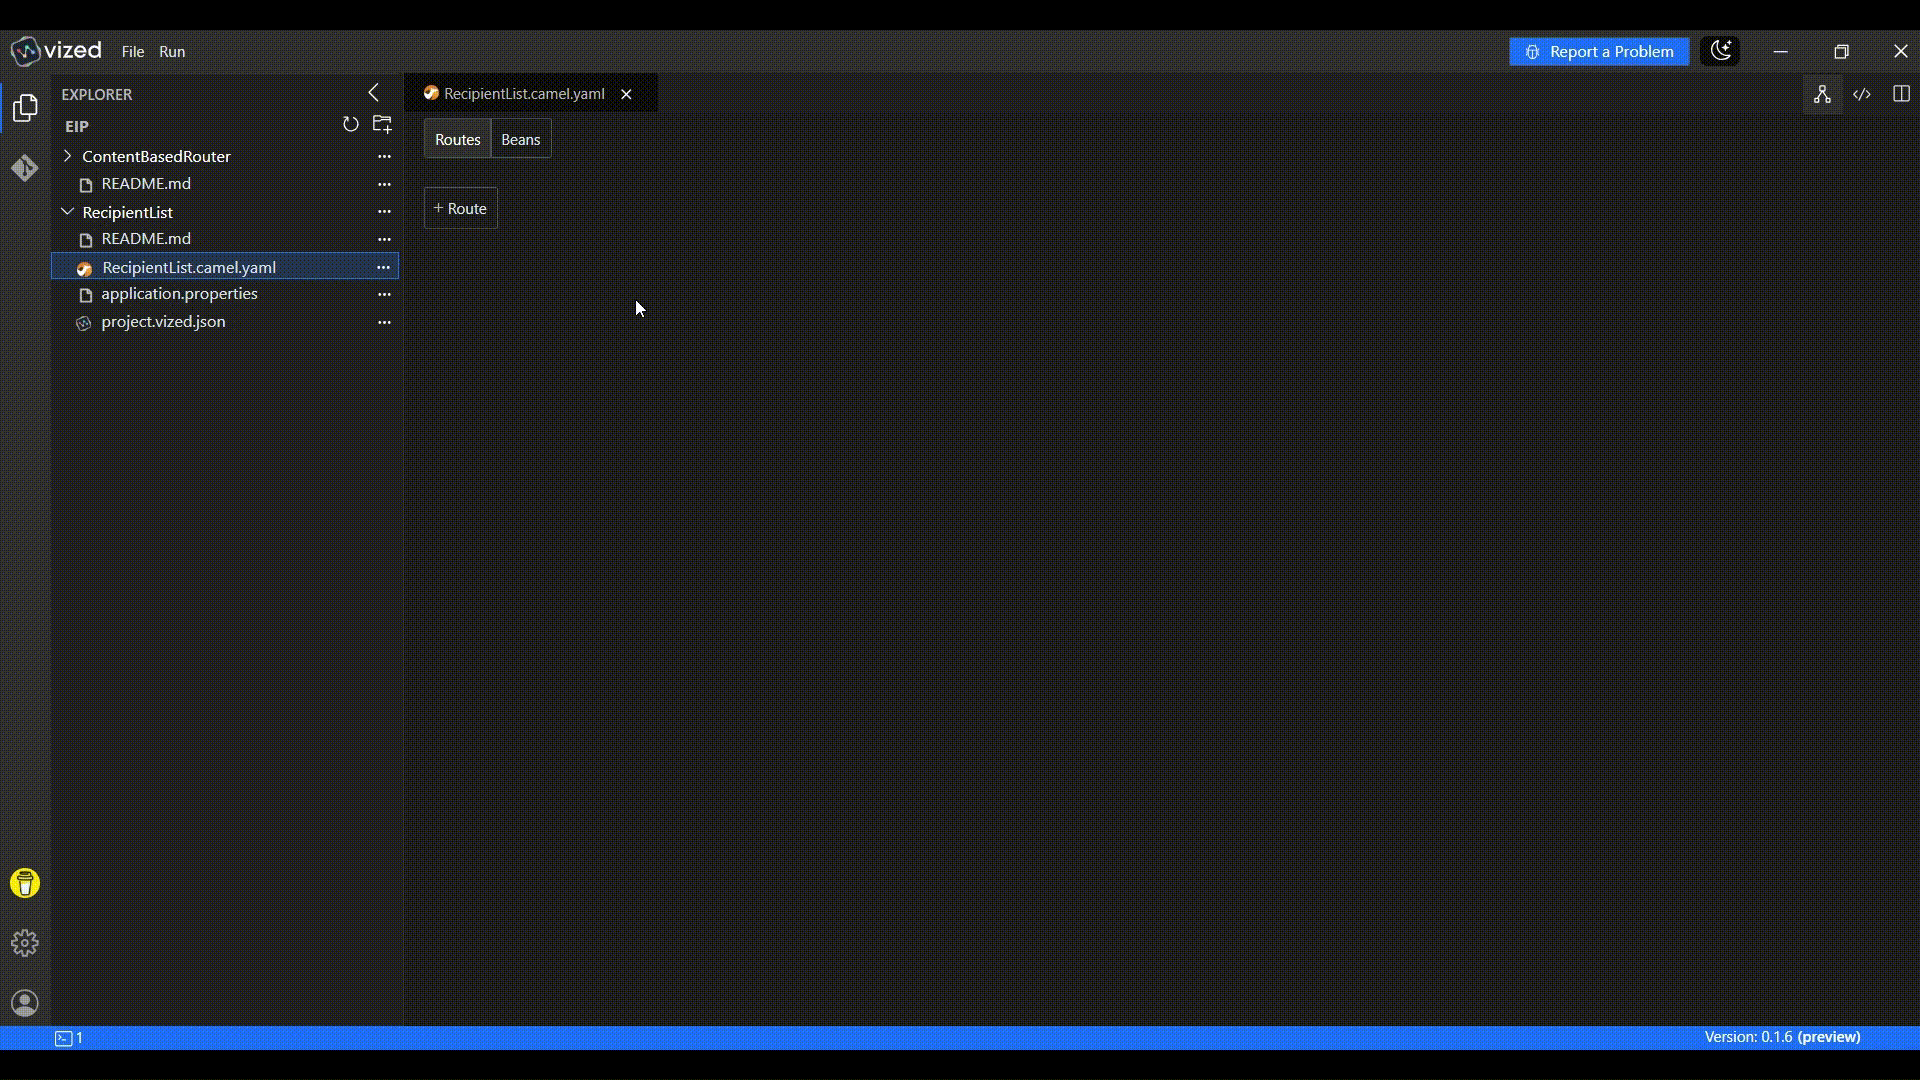 vized File Run Report a Problem
EXPLORER
RecipientList.camel.yaml
EIP
Routes Beans
ContentBasedRouter
README.md
RecipientList
+ Route
README.md
RecipientList.camel.yaml
application.properties
project.vized.json
1 Version: 0.1.6 (preview)